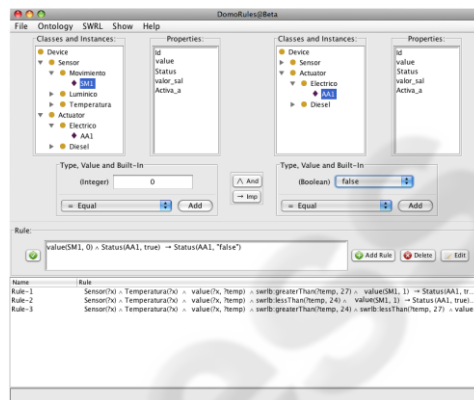 DomoRules@Beta
File Ontology SWRL Show Help
Classes and Instances:
Device
Sensor
Movimiento
SM1
Luminico
Temperatura
Actuator
Electrico
AA1
Diesel
Properties:
Id
value
Status
valor_sal
Activa_a
Classes and Instances:
Device
Sensor
Actuator
Electrico
AA1
Diesel
Properties:
Id
value
Status
valor_sal
Activa_a
Type, Value and Built-In
(Integer) 0
= Equal Add
∧ And
→ Imp
Type, Value and Built-In
(Boolean) false
= Equal Add
Rule:
value(SM1, 0) ∧ Status(AA1, true) → Status(AA1, "false")
Add Rule Delete Edit
Name Rule
Rule-1 Sensor(?x) ∧ Temperatura(?x) ∧ value(?x, ?temp) ∧ swrlb:greaterThan(?temp, 27) ∧ value(SM1, 1) → Status(AA1, tr...
Rule-2 Sensor(?x) ∧ Temperatura(?x) ∧ value(?x, ?temp) ∧ swrlb:lessThan(?temp, 24) ∧ value(SM1, 1) → Status(AA1, true)...
Rule-3 Sensor(?x) ∧ Temperatura(?x) ∧ value(?x, ?temp) ∧ swrlb:greaterThan(?temp, 24) ∧ swrlb:lessThan(?temp, 27) ∧ value